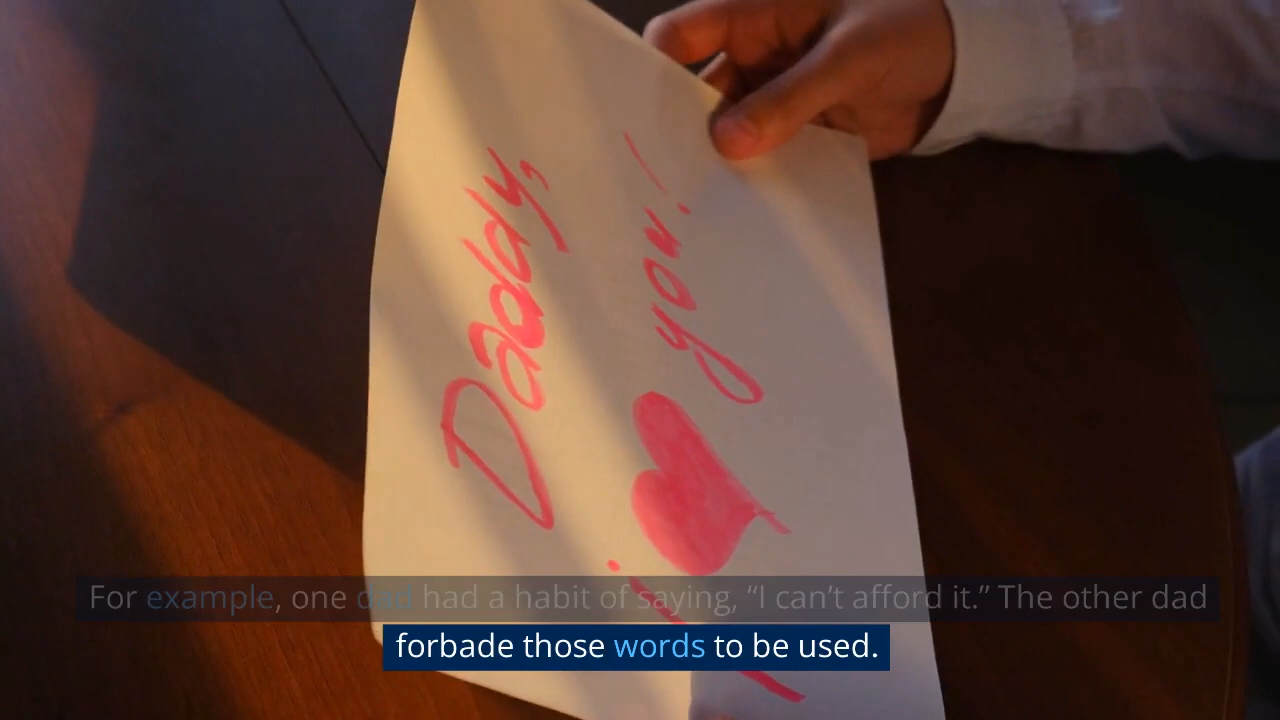 Daddy,
i ♥ you!
For example, one dad had a habit of saying, “I can’t afford it.” The other dad
forbade those words to be used.